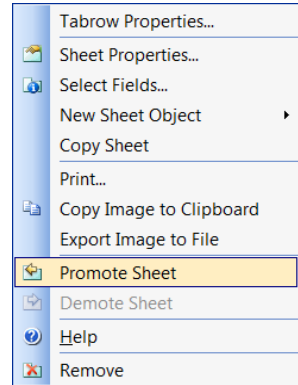 Tabrow Properties...
Sheet Properties...
Select Fields...
New Sheet Object
Copy Sheet
Print...
Copy Image to Clipboard
Export Image to File
Promote Sheet
Demote Sheet
Help
Remove